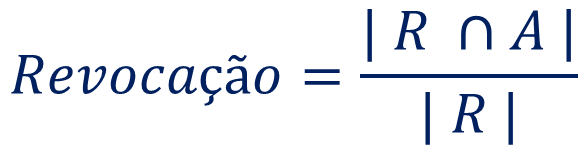 Revocação = | R ∩ A |
| R |